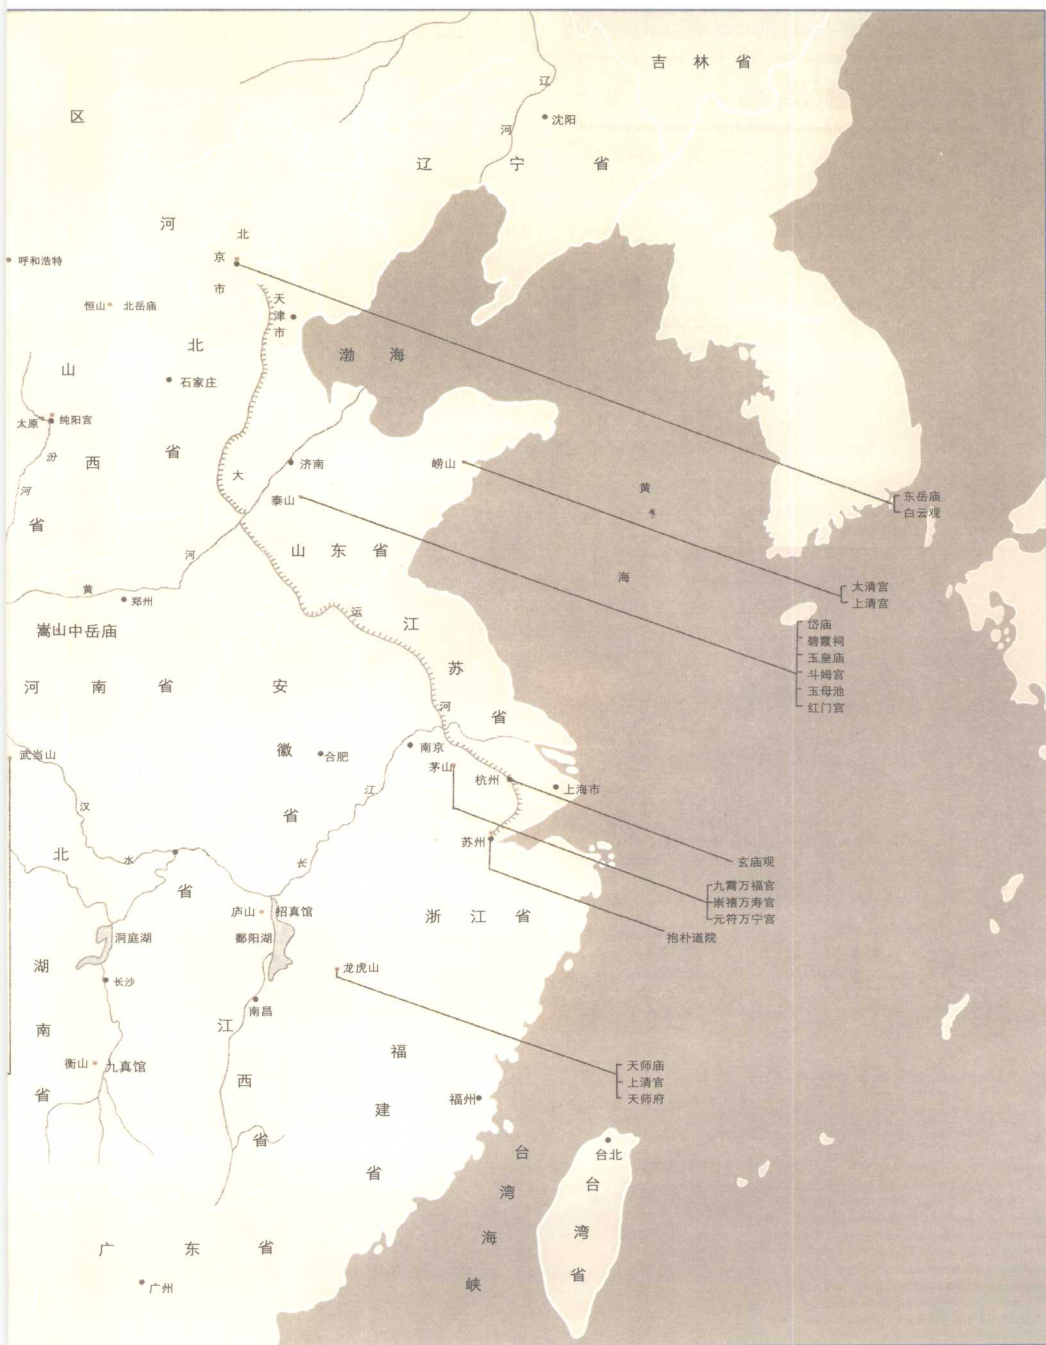 吉林省
区
辽
沈阳
河
辽宁省
河
北
呼和浩特
京
市
天
津
市
恒山
北岳庙
北
渤海
山
石家庄
太原
纯阳宫
汾
西
省
河
大
济南
崂山
黄
泰山
东岳庙
白云观
省
河
山东省
海
太清宫
上清宫
黄
郑州
运
江
岱庙
碧霞祠
玉皇庙
斗姆宫
玉母池
红门宫
嵩山中岳庙
苏
河南省
安
河
省
武当山
徽
合肥
南京
茅山
杭州
上海市
江
汉
省
苏州
北
水
长
玄庙观
省
九霄万福宫
崇禧万寿宫
元符万宁宫
庐山
招真馆
浙江省
抱朴道院
洞庭湖
鄱阳湖
湖
长沙
龙虎山
南昌
南
江
福
衡山
九真馆
天师庙
上清宫
天师府
西
省
建
福州
省
台
台北
省
湾
台
海
湾
广东省
峡
省
广州